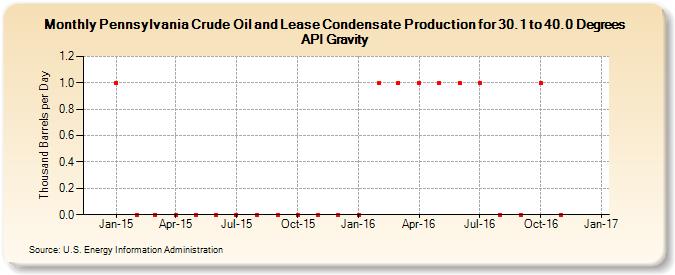 Monthly Pennsylvania Crude Oil and Lease Condensate Production for 30.1 to 40.0 Degrees
API Gravity
Thousand Barrels per Day
1.2
1.0
0.8
0.6
0.4
0.2
0.0
Jan-15 Apr-15 Jul-15 Oct-15 Jan-16 Apr-16 Jul-16 Oct-16 Jan-17
Source: U.S. Energy Information Administration